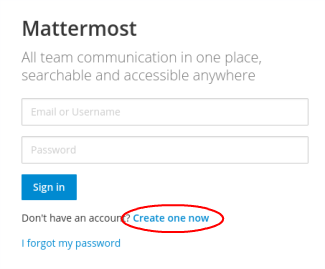 Mattermost
All team communication in one place,
searchable and accessible anywhere
Email or Username
Password
Sign in
Don't have an account? Create one now
I forgot my password